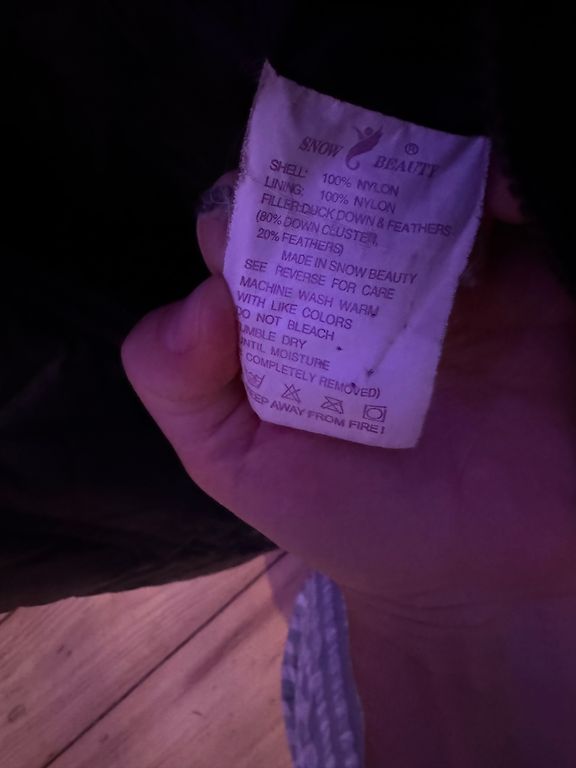 SNOW BEAUTY ®
SHELL: 100% NYLON
LINING: 100% NYLON
FILLER:DUCK DOWN & FEATHERS
(80% DOWN CLUSTER,
20% FEATHERS)
MADE IN SNOW BEAUTY
SEE REVERSE FOR CARE
MACHINE WASH WARM
WITH LIKE COLORS
DO NOT BLEACH
UMBLE DRY
UNTIL MOISTURE
COMPLETELY REMOVED)
EEP AWAY FROM FIRE!